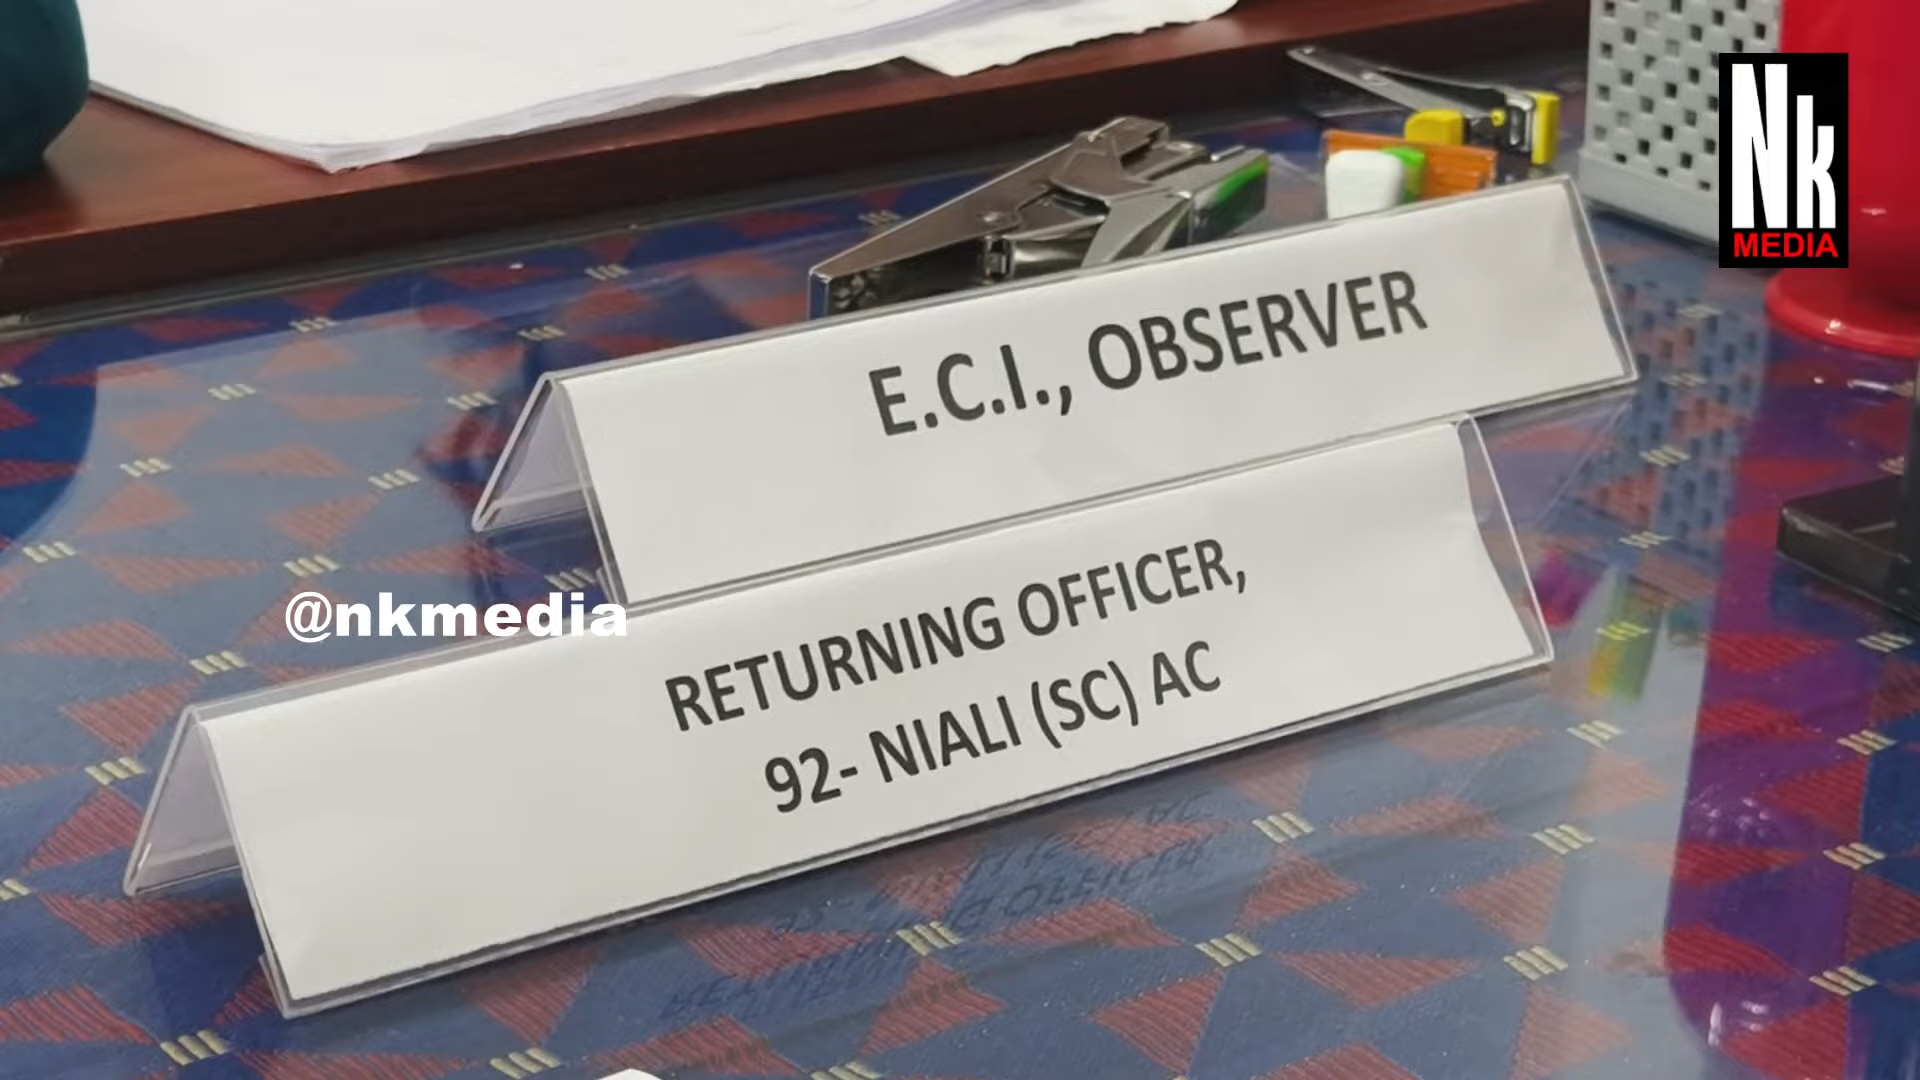 Nk
MEDIA
E.C.I., OBSERVER
@nkmedia
RETURNING OFFICER,
92- NIALI (SC) AC